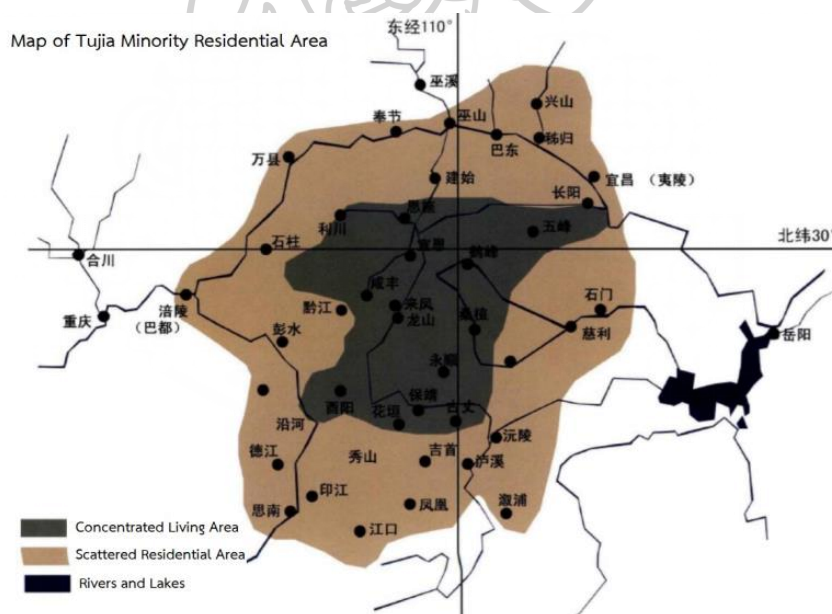 东经110°
Map of Tujia Minority Residential Area
巫溪
兴山
奉节
巫山
秭归
巴东
万县
建始
宜昌（夷陵）
长阳
恩施
利川
五峰
北纬30°
石柱
宣恩
鹤峰
合川
咸丰
石门
涪陵
（巴都）
黔江
来凤
重庆
龙山
桑植
慈利
岳阳
彭水
永顺
酉阳
保靖
花垣
古丈
沿河
沅陵
德江
秀山
吉首
泸溪
印江
凤凰
溆浦
思南
江口
Concentrated Living Area
Scattered Residential Area
Rivers and Lakes